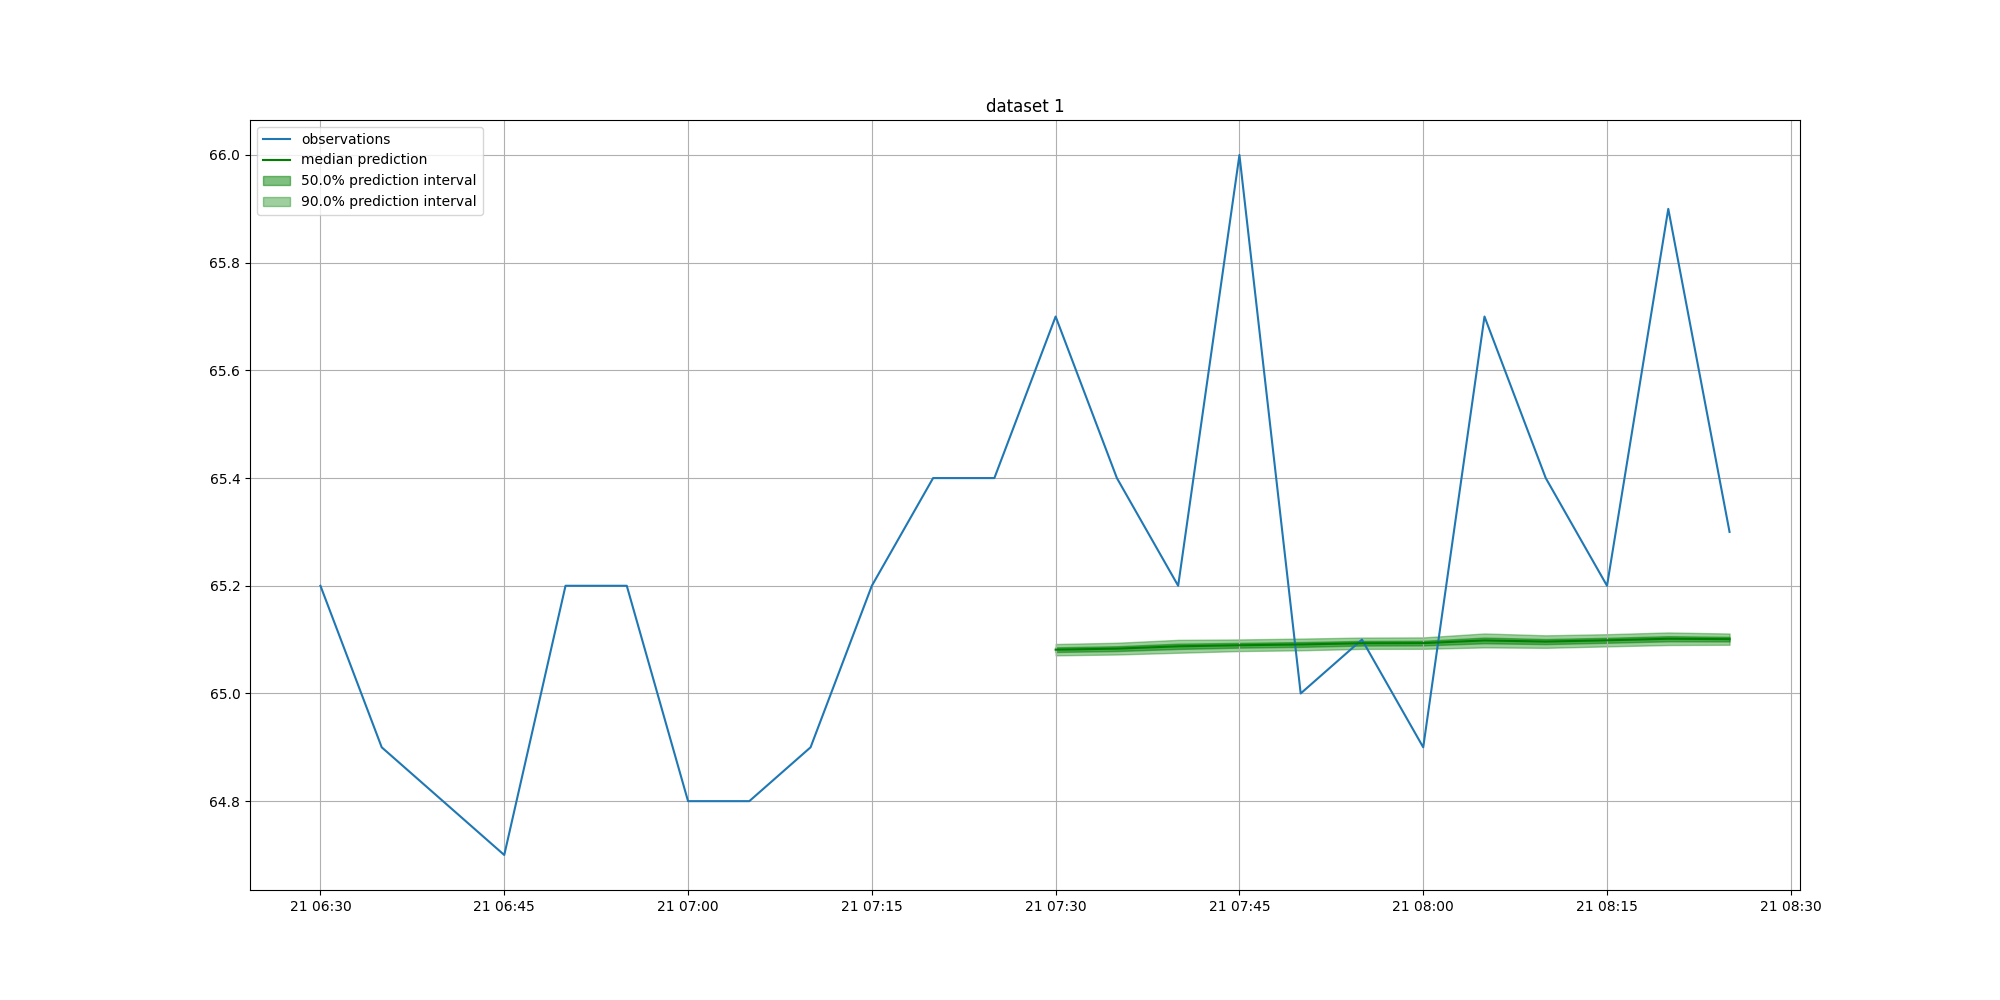 dataset 1
observations
median prediction
50.0% prediction interval
90.0% prediction interval
66.0
65.8
65.6
65.4
65.2
65.0
64.8
21 06:30 21 06:45 21 07:00 21 07:15 21 07:30 21 07:45 21 08:00 21 08:15 21 08:30